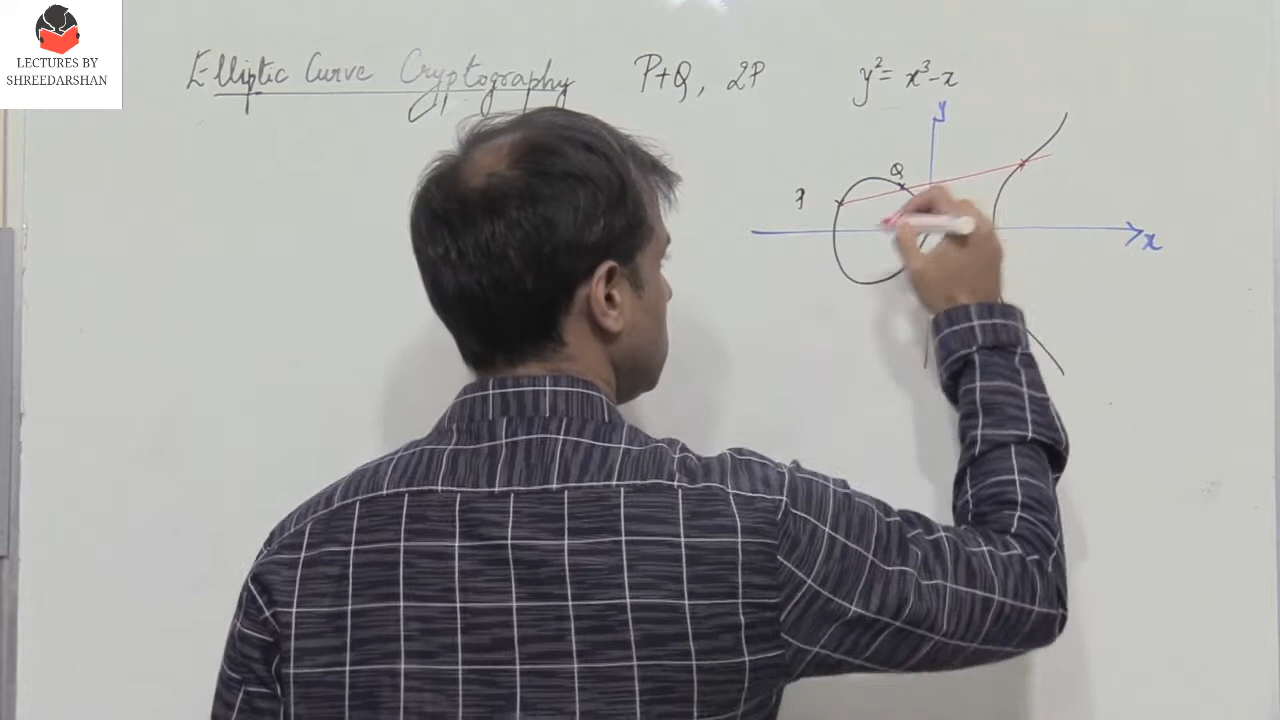 LECTURES BY
SHREEDARSHAN
Elliptic Curve Cryptography P+Q, 2P y² = x³-x
y
Q
x